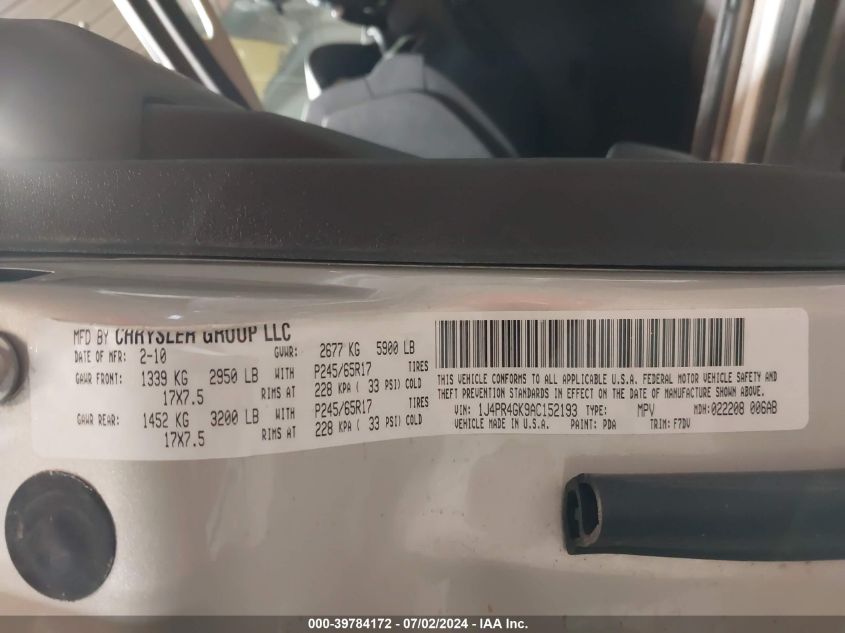 MFD BY CHRYSLER GROUP LLC
DATE OF MFR: 2-10 GVWR: 2677 KG 5900 LB
GAWR FRONT: 1339 KG 2950 LB WITH P245/65R17 TIRES
17X7.5 RIMS AT 228 KPA ( 33 PSI) COLD
GAWR REAR: 1452 KG 3200 LB WITH P245/65R17 TIRES
17X7.5 RIMS AT 228 KPA ( 33 PSI) COLD
THIS VEHICLE CONFORMS TO ALL APPLICABLE U.S.A. FEDERAL MOTOR VEHICLE SAFETY AND
THEFT PREVENTION STANDARDS IN EFFECT ON THE DATE OF MANUFACTURE SHOWN ABOVE.
VIN: 1J4PR4GK9AC152193 TYPE: MPV MDH: 022208 006AB
VEHICLE MADE IN U.S.A. PAINT: PDA TRIM: F7DV
000-39784172 - 07/02/2024 - IAA Inc.